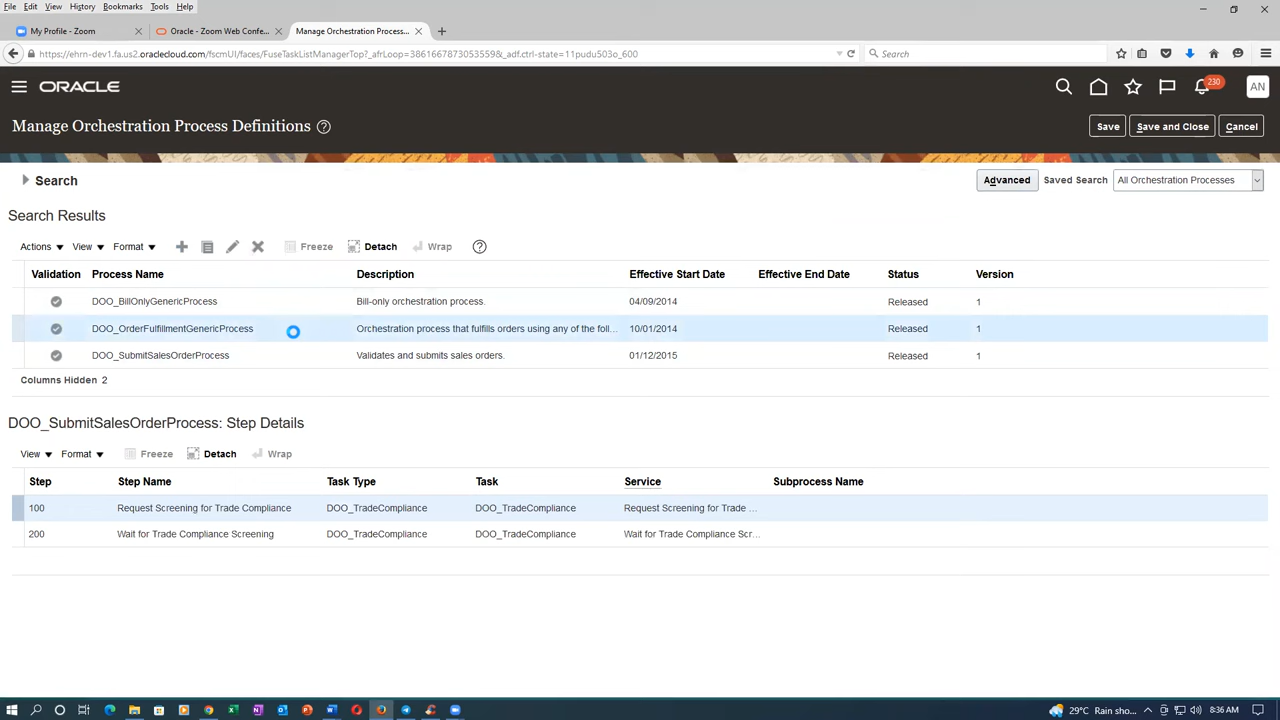 File Edit View History Bookmarks Tools Help
My Profile - Zoom × Oracle - Zoom Web Confe... × Manage Orchestration Process... × +
https://ehrn-dev1.fa.us2.oraclecloud.com/fscmUI/faces/FuseTaskListManagerTop?_afrLoop=38616678730535598&_adf.ctrl-state=11pudu503o_600 Search
ORACLE 230 AN
Manage Orchestration Process Definitions ? Save Save and Close Cancel
Search Advanced Saved Search All Orchestration Processes
Search Results
Actions View Format Freeze Detach Wrap ?
Validation Process Name Description Effective Start Date Effective End Date Status Version
DOO_BillOnlyGenericProcess Bill-only orchestration process. 04/09/2014 Released 1
DOO_OrderFulfillmentGenericProcess Orchestration process that fulfills orders using any of the foll... 10/01/2014 Released 1
DOO_SubmitSalesOrderProcess Validates and submits sales orders. 01/12/2015 Released 1
Columns Hidden 2
DOO_SubmitSalesOrderProcess: Step Details
View Format Freeze Detach Wrap
Step Step Name Task Type Task Service Subprocess Name
100 Request Screening for Trade Compliance DOO_TradeCompliance DOO_TradeCompliance Request Screening for Trade ...
200 Wait for Trade Compliance Screening DOO_TradeCompliance DOO_TradeCompliance Wait for Trade Compliance Scr...
29°C Rain sho... 8:36 AM